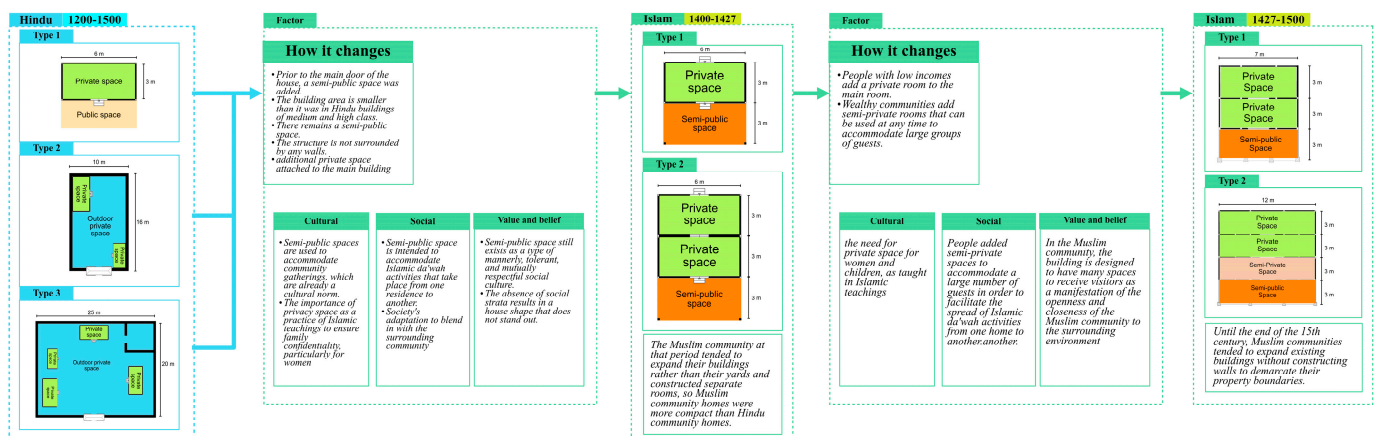 Hindu 1200-1500
Type 1
6 m
Private space
3 m
Public space
Type 2
10 m
Private
space
Outdoor
private
space
16 m
Private
space
Type 3
25 m
Private
space
Private
space
Outdoor private
space
Private
space
Private
space
20 m
Factor
How it changes
• Prior to the main door of the
house, a semi-public space was
added.
• The building area is smaller
than it was in Hindu buildings
of medium and high class.
• There remains a semi-public
space.
• The structure is not surrounded
by any walls.
• additional private space
attached to the main building
Cultural
• Semi-public spaces
are used to
accommodate
community
gatherings, which
are already a
cultural norm.
• The importance of
privacy space as a
practice of Islamic
teachings to ensure
family
confidentiality,
particularly for
women
Social
• Semi-public space
is intended to
accommodate
Islamic da'wah
activities that take
place from one
residence to
another.
• Society's
adaptation to blend
in with the
surrounding
community
Value and belief
• Semi-public space still
exists as a type of
mannerly, tolerant,
and mutually
respectful social
culture.
• The absence of social
strata results in a
house shape that does
not stand out.
Islam 1400-1427
Type 1
6 m
Private
space
3 m
Semi-public
space
3 m
Type 2
6 m
Private
space
3 m
Private
space
3 m
Semi-public
space
3 m
The Muslim community at
that period tended to
expand their buildings
rather than their yards and
constructed separate
rooms, so Muslim
community homes were
more compact than Hindu
community homes.
Factor
How it changes
• People with low incomes
add a private room to the
main room.
• Wealthy communities add
semi-private rooms that can
be used at any time to
accommodate large groups
of guests.
Cultural
the need for
private space for
women and
children, as taught
in Islamic
teachings
Social
People added
semi-private
spaces to
accommodate a
large number of
guests in order to
facilitate the
spread of Islamic
da'wah activities
from one home to
another.another.
Value and belief
In the Muslim
community, the
building is designed
to have many spaces
to receive visitors as
a manifestation of the
openness and
closeness of the
Muslim community to
the surrounding
environment
Islam 1427-1500
Type 1
7 m
Private
Space
3 m
Private
Space
3 m
Semi-public
Space
3 m
Type 2
12 m
Private
Space
3 m
Private
Space
3 m
Semi-Private
Space
3 m
Semi-public
Space
3 m
Until the end of the 15th
century, Muslim communities
tended to expand existing
buildings without constructing
walls to demarcate their
property boundaries.